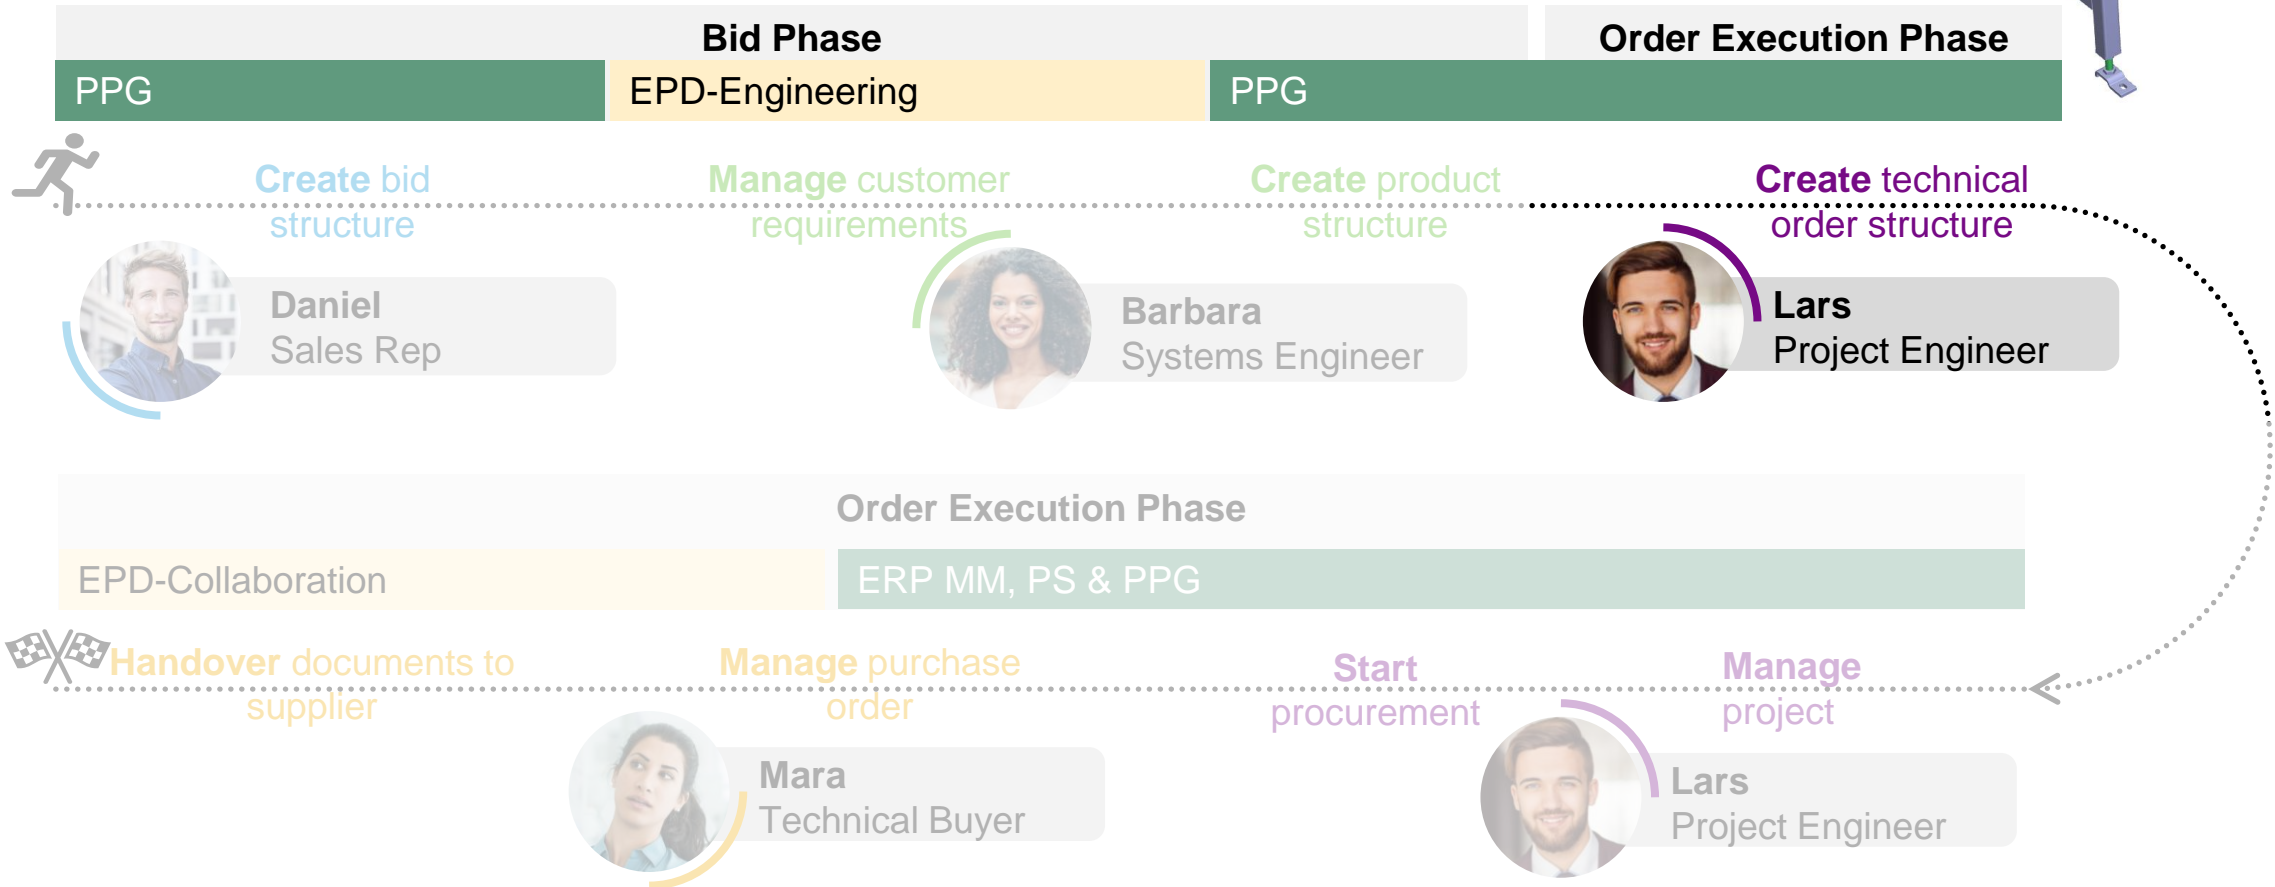 Bid Phase
Order Execution Phase
PPG
EPD-Engineering
PPG
Create bid
structure
Manage customer
requirements
Create product
structure
Create technical
order structure
Daniel
Sales Rep
Barbara
Systems Engineer
Lars
Project Engineer
Order Execution Phase
EPD-Collaboration
ERP MM, PS & PPG
Handover documents to
supplier
Manage purchase
order
Start
procurement
Manage
project
Mara
Technical Buyer
Lars
Project Engineer